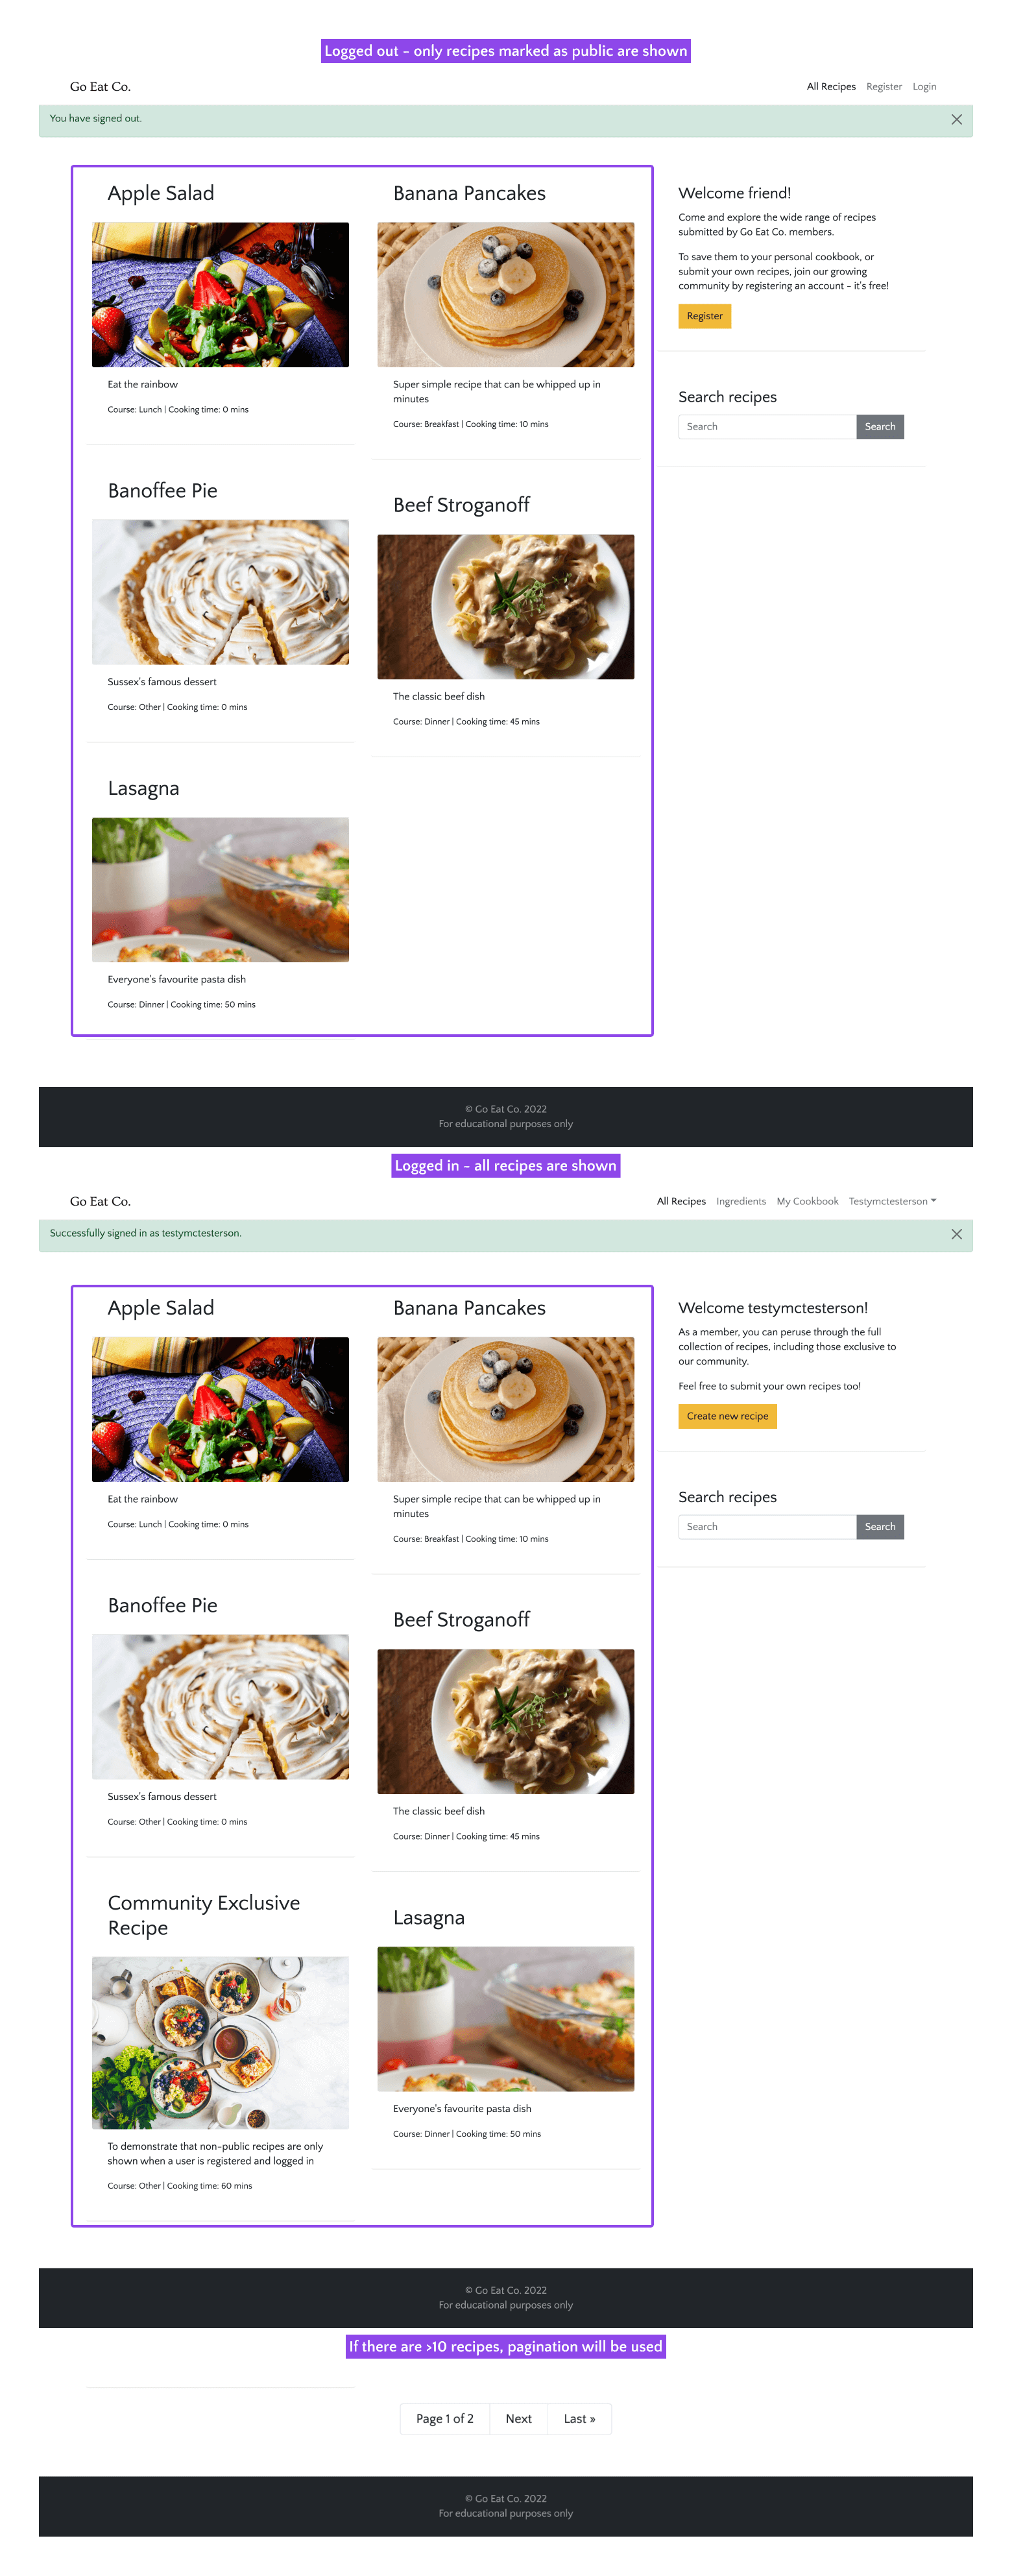 Logged out - only recipes marked as public are shown
Go Eat Co.
All Recipes Register Login
You have signed out.
Apple Salad
Eat the rainbow
Course: Lunch | Cooking time: 0 mins
Banana Pancakes
Super simple recipe that can be whipped up in
minutes
Course: Breakfast | Cooking time: 10 mins
Banoffee Pie
Sussex's famous dessert
Course: Other | Cooking time: 0 mins
Beef Stroganoff
The classic beef dish
Course: Dinner | Cooking time: 45 mins
Lasagna
Everyone's favourite pasta dish
Course: Dinner | Cooking time: 50 mins
Welcome friend!
Come and explore the wide range of recipes
submitted by Go Eat Co. members.
To save them to your personal cookbook, or
submit your own recipes, join our growing
community by registering an account - it's free!
Register
Search recipes
Search Search
© Go Eat Co. 2022
For educational purposes only
Logged in - all recipes are shown
Go Eat Co.
All Recipes Ingredients My Cookbook Testymctesterson
Successfully signed in as testymctesterson.
Apple Salad
Eat the rainbow
Course: Lunch | Cooking time: 0 mins
Banana Pancakes
Super simple recipe that can be whipped up in
minutes
Course: Breakfast | Cooking time: 10 mins
Banoffee Pie
Sussex's famous dessert
Course: Other | Cooking time: 0 mins
Beef Stroganoff
The classic beef dish
Course: Dinner | Cooking time: 45 mins
Community Exclusive
Recipe
To demonstrate that non-public recipes are only
shown when a user is registered and logged in
Course: Other | Cooking time: 60 mins
Lasagna
Everyone's favourite pasta dish
Course: Dinner | Cooking time: 50 mins
Welcome testymctesterson!
As a member, you can peruse through the full
collection of recipes, including those exclusive to
our community.
Feel free to submit your own recipes too!
Create new recipe
Search recipes
Search Search
© Go Eat Co. 2022
For educational purposes only
If there are >10 recipes, pagination will be used
Page 1 of 2 Next Last »
© Go Eat Co. 2022
For educational purposes only